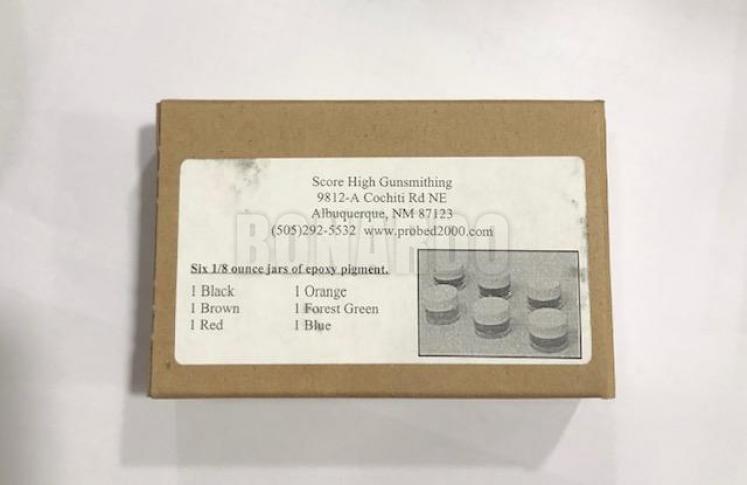 Score High Gunsmithing
9812-A Cochiti Rd NE
Albuquerque, NM 87123
(505)292-5532 www.probed2000.com
BONARDO
Six 1/8 ounce jars of epoxy pigment.
1 Black 1 Orange
1 Brown 1 Forest Green
1 Red 1 Blue